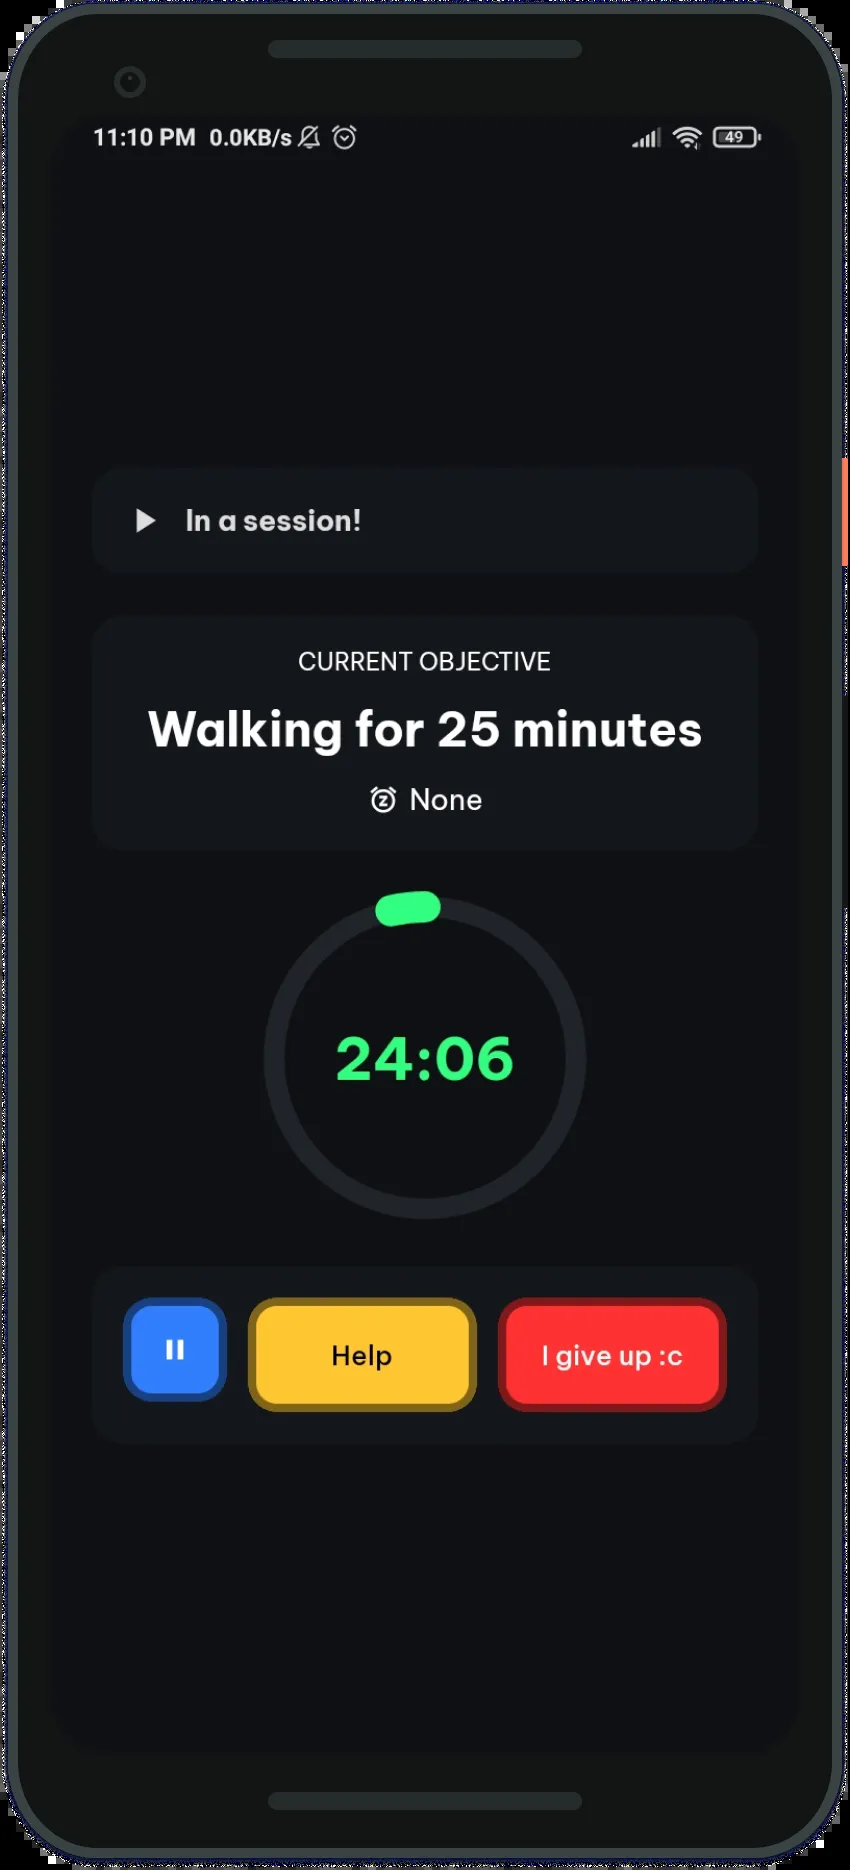 11:10 PM 0.0KB/s 49
In a session!
CURRENT OBJECTIVE
Walking for 25 minutes
None
24:06
Help
I give up :c